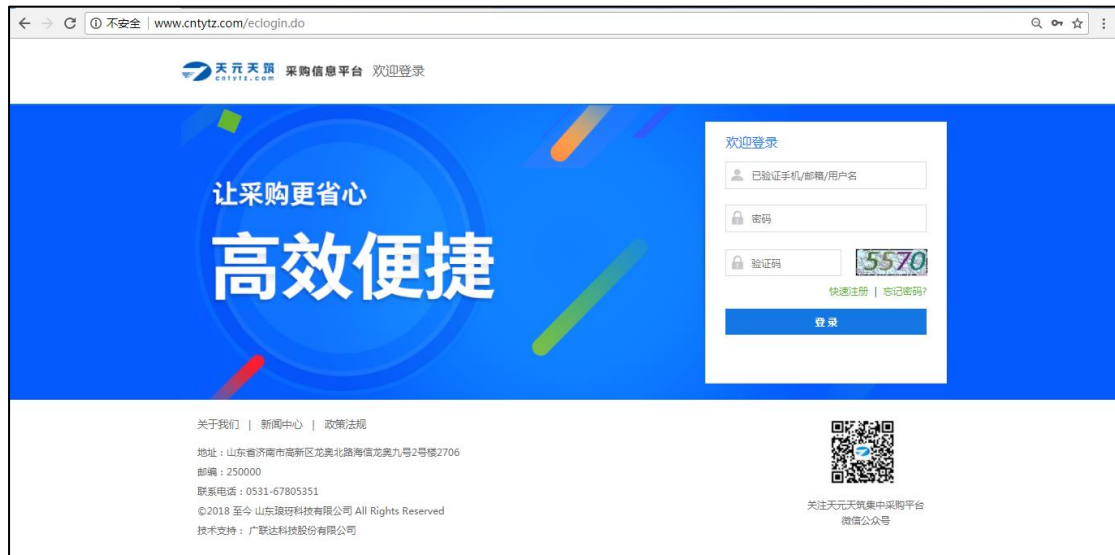 不安全 www.cntytz.com/eclogin.do
天元天筑 cntytz.com 采购信息平台 欢迎登录
让采购更省心
高效便捷
欢迎登录
已验证手机/邮箱/用户名
密码
验证码 5570
快速注册 | 忘记密码?
登录
关于我们 | 新闻中心 | 政策法规
地址：山东省济南市高新区龙奥北路海信龙奥九号2号楼2706
邮编：250000
联系电话：0531-67805351
©2018 至今 山东琅玡科技有限公司 All Rights Reserved
技术支持： 广联达科技股份有限公司
关注天元天筑集中采购平台
微信公众号